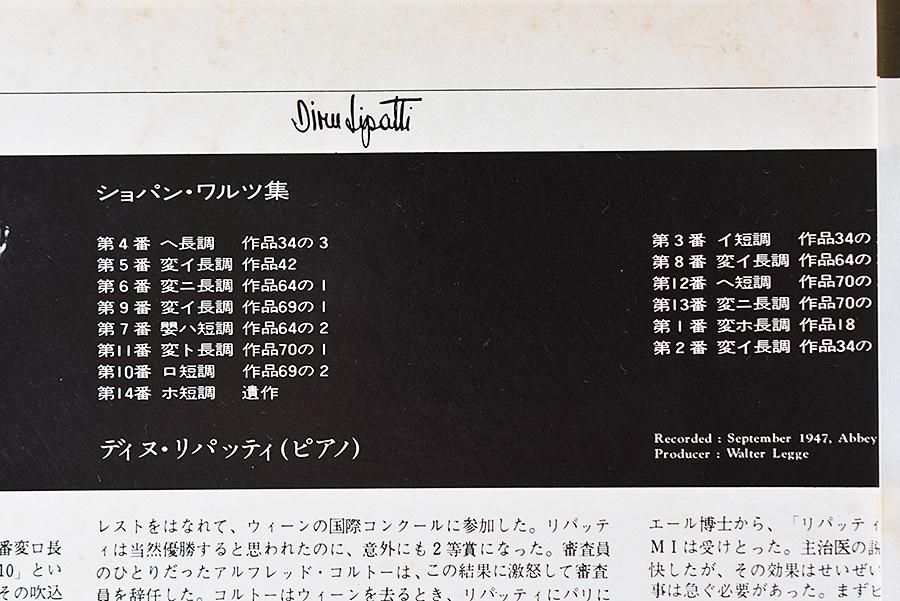 Dinu Lipatti
ショパン・ワルツ集
第4番 ヘ長調 作品34の3
第5番 変イ長調 作品42
第6番 変ニ長調 作品64の1
第9番 変イ長調 作品69の1
第7番 嬰ハ短調 作品64の2
第11番 変ト長調 作品70の1
第10番 ロ短調 作品69の2
第14番 ホ短調 遺作
ディヌ・リパッティ(ピアノ)
第3番 イ短調 作品34の
第8番 変イ長調 作品64の
第12番 ヘ短調 作品70の
第13番 変ニ長調 作品70の
第1番 変ホ長調 作品18
第2番 変イ長調 作品34の
Recorded : September 1947, Abbey
Producer : Walter Legge
番変ロ長
10」とい
その吹込
レストをはなれて、ウィーンの国際コンクールに参加した。リパッテ
ィは当然優勝すると思われたのに、意外にも2等賞になった。審査員
のひとりだったアルフレッド・コルトーは、この結果に激怒して審査
員を辞任した。コルトーはウィーンを去るとき、リパッティにパリに
エール博士から、「リパッティ
MIは受けとった。主治医の説
快したが、その効果はせいぜい
事は急ぐ必要があった。まずピ